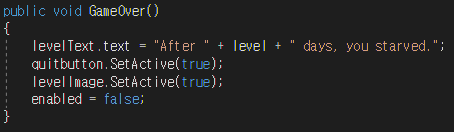 public void GameOver()
{
levelText.text = "After " + level + " days, you starved.";
quitbutton.SetActive(true);
levelImage.SetActive(true);
enabled = false;
}